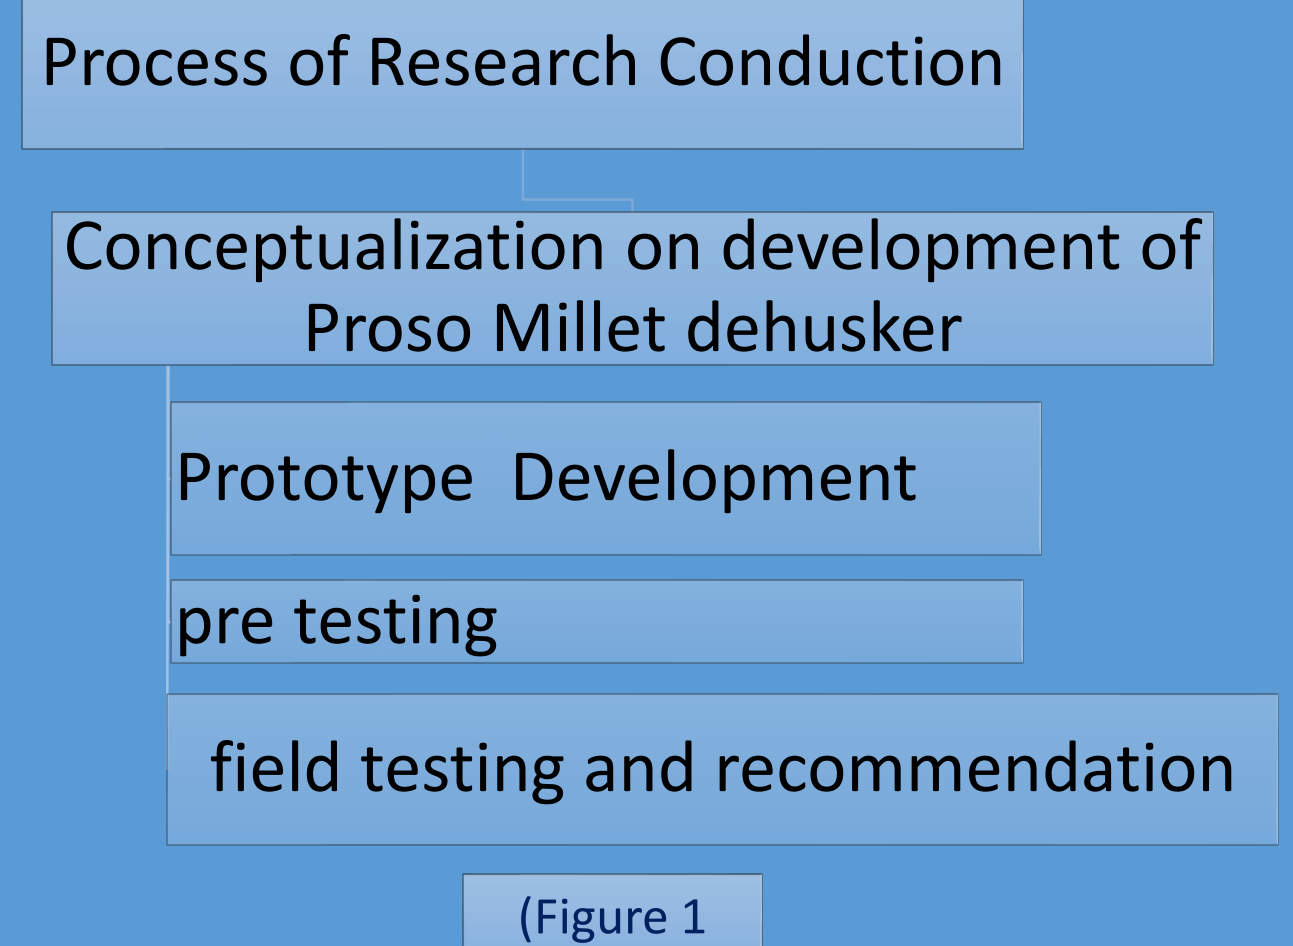 Process of Research Conduction
Conceptualization on development of
Proso Millet dehusker
Prototype Development
pre testing
field testing and recommendation
(Figure 1